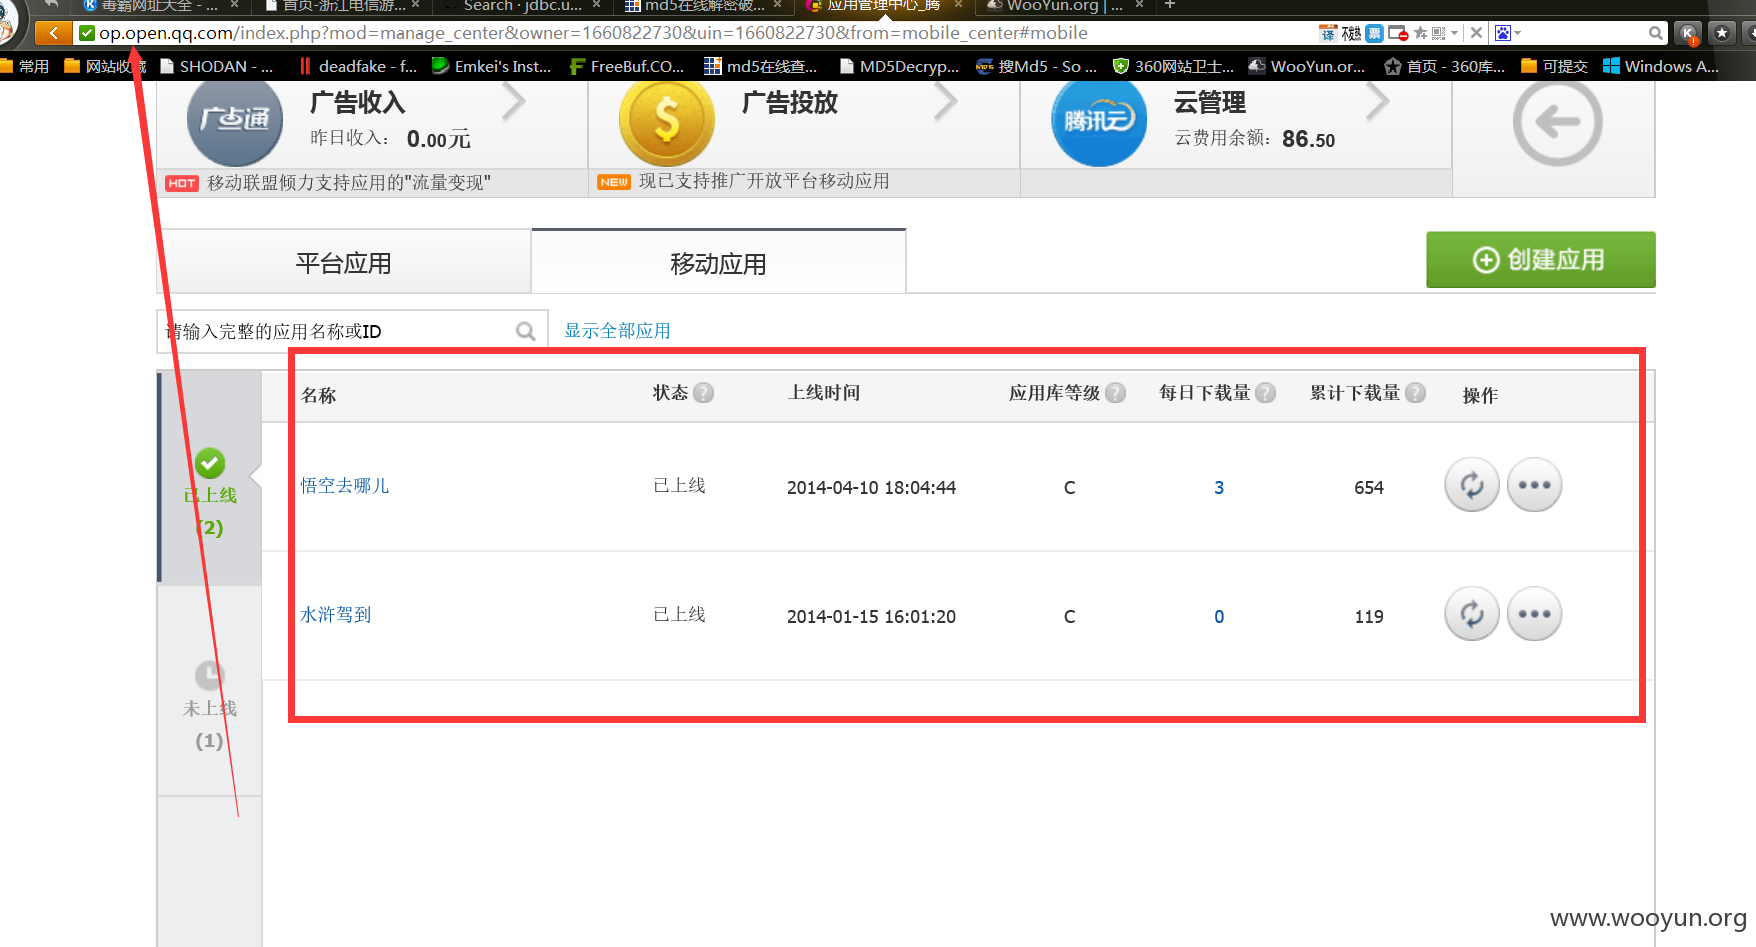 毒霸网址大全 - ...
首页-浙江电信游...
Search · jdbc.u...
md5在线解密破...
应用管理中心_腾
WooYun.org | ...
op.open.qq.com/index.php?mod=manage_center&owner=1660822730&uin=1660822730&from=mobile_center#mobile
常用 网站收藏 SHODAN - ... deadfake - f... Emkei's Inst... FreeBuf.CO... md5在线查... MD5Decryp... 搜Md5 - So ... 360网站卫士... WooYun.or... 首页 - 360库... 可提交 Windows A...
广点通
广告收入
昨日收入： 0.00元
HOT 移动联盟倾力支持应用的"流量变现"
广告投放
NEW 现已支持推广开放平台移动应用
腾讯云
云管理
云费用余额：86.50
平台应用
移动应用
创建应用
请输入完整的应用名称或ID
显示全部应用
名称 状态 上线时间 应用库等级 每日下载量 累计下载量 操作
已上线
(2)
悟空去哪儿 已上线 2014-04-10 18:04:44 C 3 654
水浒驾到 已上线 2014-01-15 16:01:20 C 0 119
未上线
(1)
www.wooyun.org